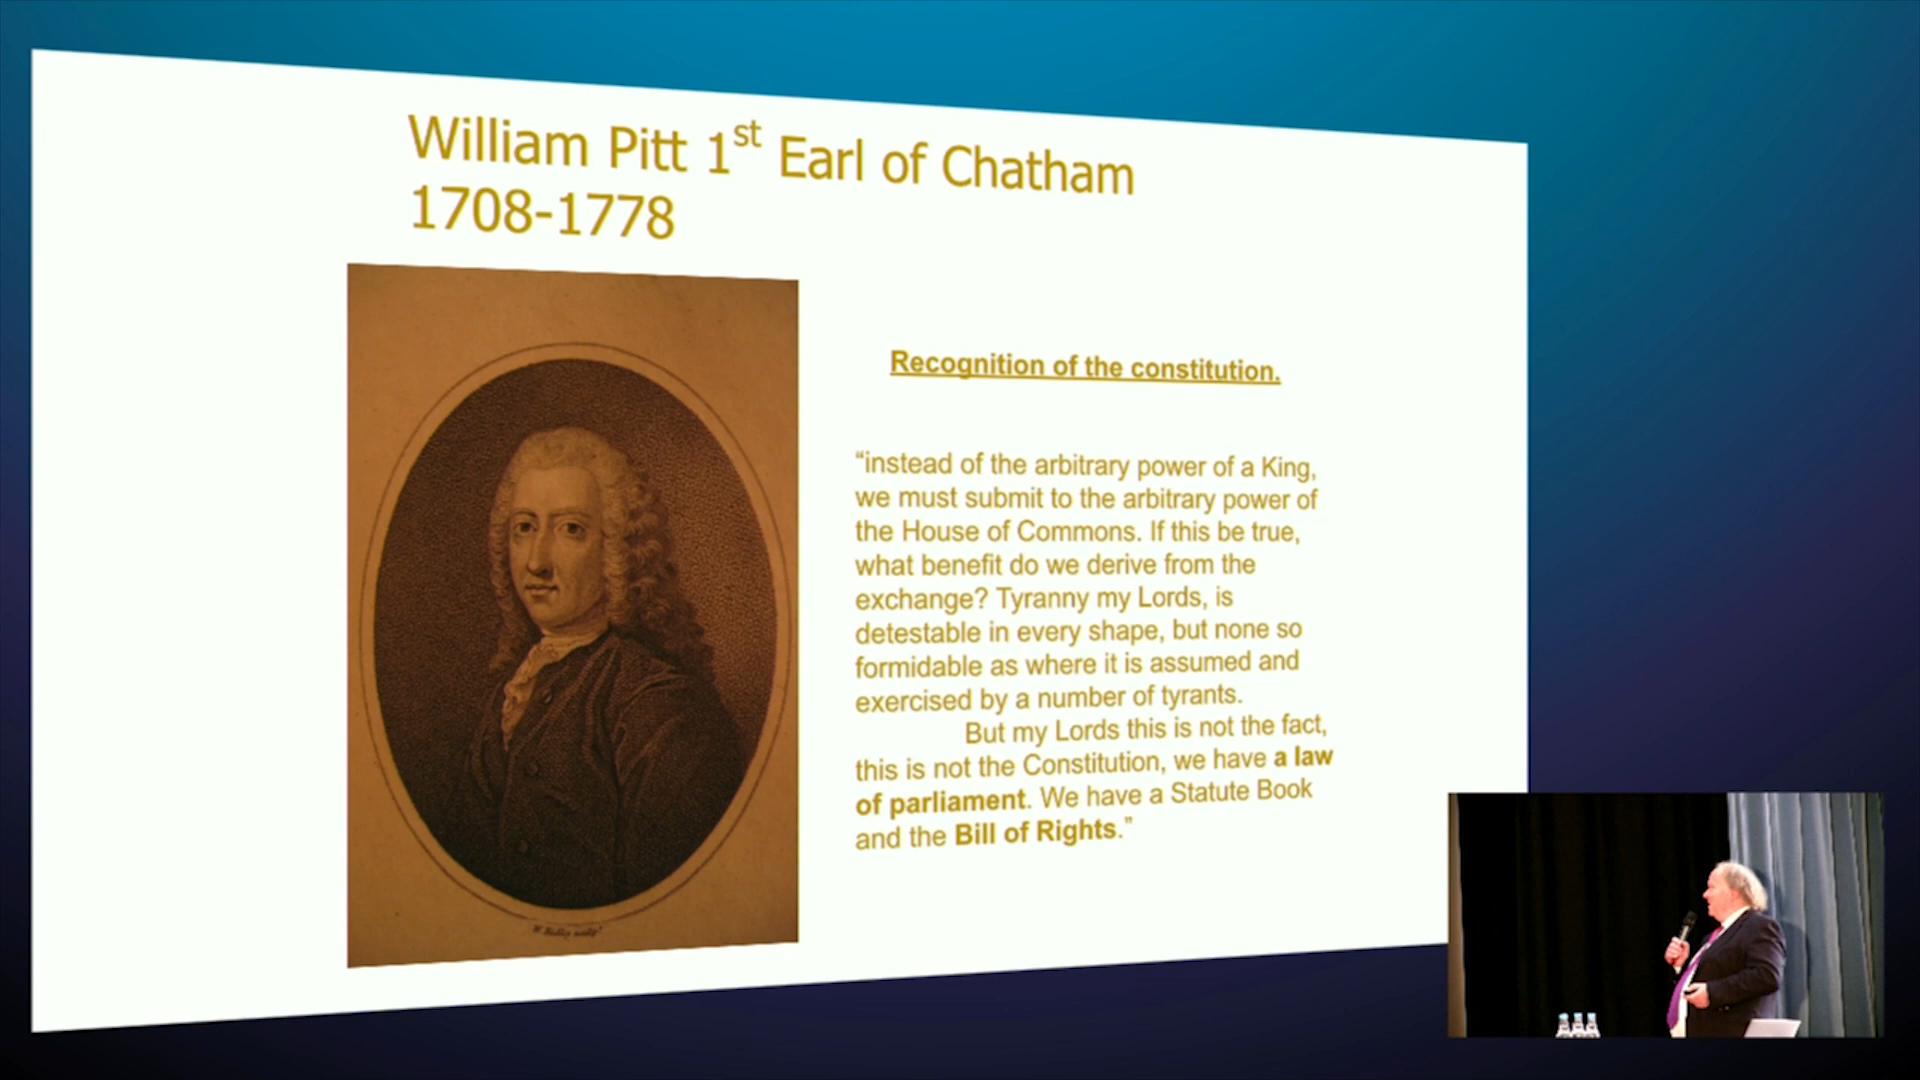 William Pitt 1st Earl of Chatham
1708-1778
Recognition of the constitution.
“instead of the arbitrary power of a King,
we must submit to the arbitrary power of
the House of Commons. If this be true,
what benefit do we derive from the
exchange? Tyranny my Lords, is
detestable in every shape, but none so
formidable as where it is assumed and
exercised by a number of tyrants.
But my Lords this is not the fact,
this is not the Constitution, we have a law
of parliament. We have a Statute Book
and the Bill of Rights.”